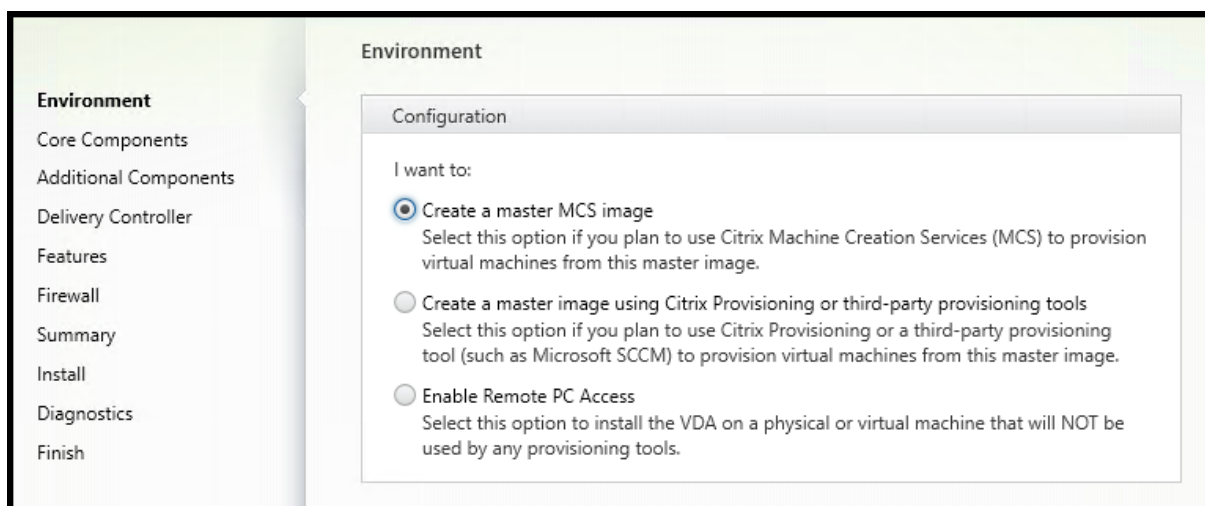 Environment
Core Components
Additional Components
Delivery Controller
Features
Firewall
Summary
Install
Diagnostics
Finish
Environment
Configuration
I want to:
Create a master MCS image
Select this option if you plan to use Citrix Machine Creation Services (MCS) to provision
virtual machines from this master image.
Create a master image using Citrix Provisioning or third-party provisioning tools
Select this option if you plan to use Citrix Provisioning or a third-party provisioning
tool (such as Microsoft SCCM) to provision virtual machines from this master image.
Enable Remote PC Access
Select this option to install the VDA on a physical or virtual machine that will NOT be
used by any provisioning tools.